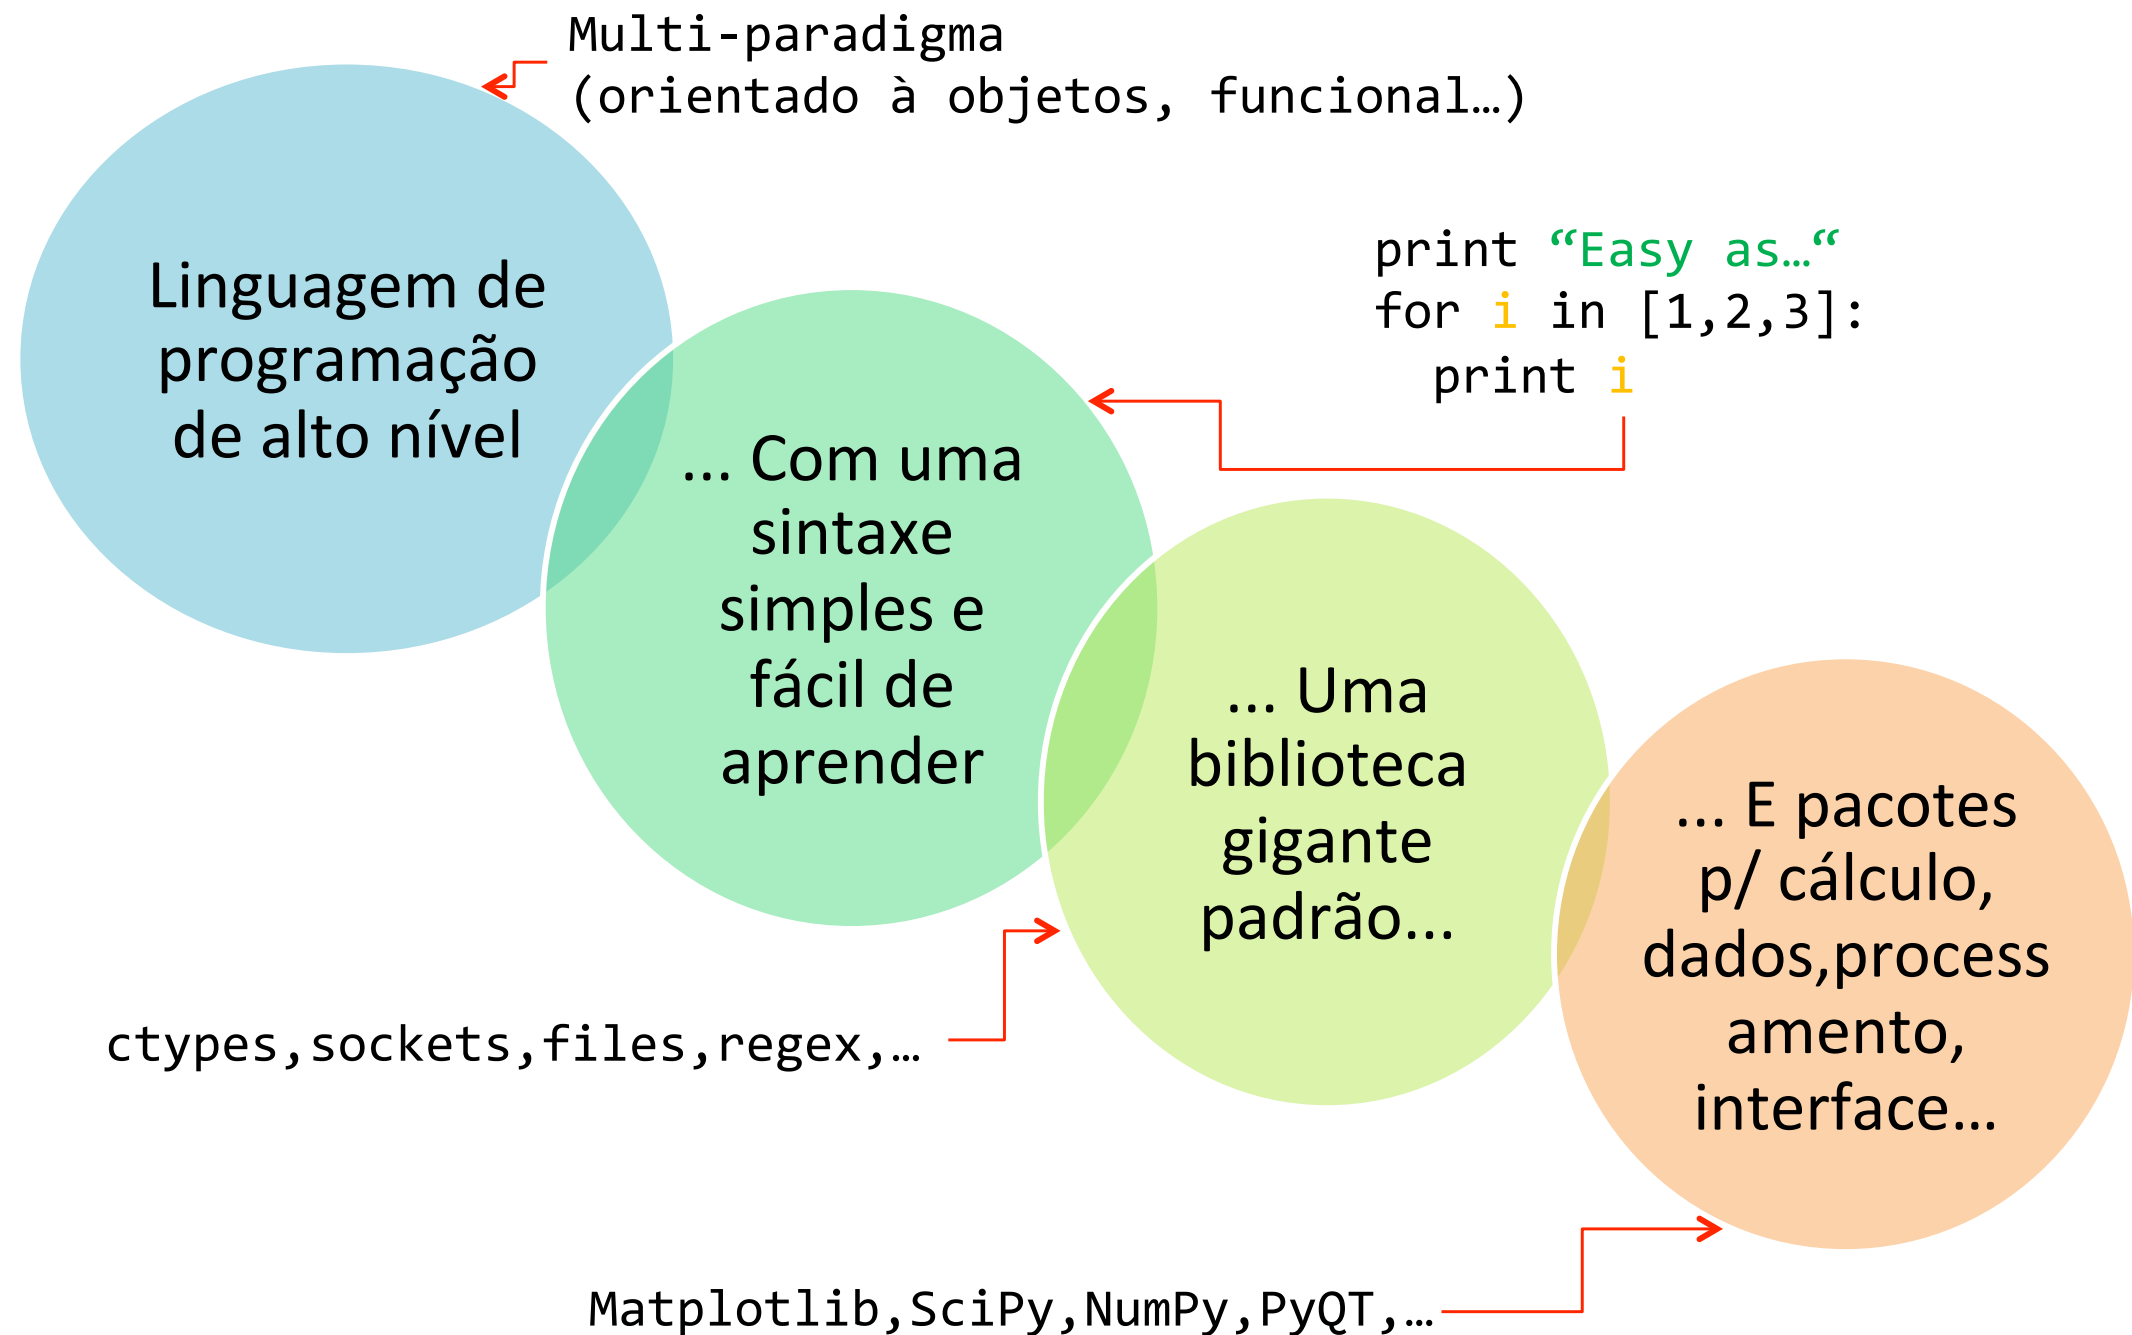 Multi-paradigma
(orientado à objetos, funcional…)
Linguagem de
programação
de alto nível
print “Easy as…“
for i in [1,2,3]:
  print i
... Com uma
sintaxe
simples e
fácil de
aprender
... Uma
biblioteca
gigante
padrão...
... E pacotes
p/ cálculo,
dados,process
amento,
interface…
ctypes,sockets,files,regex,…
Matplotlib,SciPy,NumPy,PyQT,…